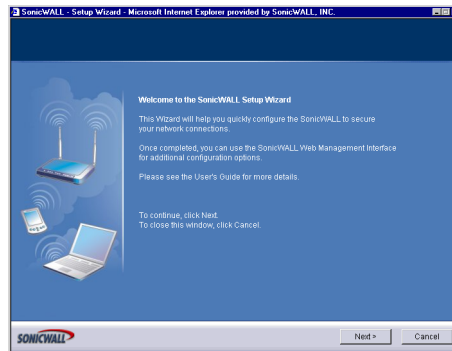 SonicWALL - Setup Wizard - Microsoft Internet Explorer provided by SonicWALL, INC.
Welcome to the SonicWALL Setup Wizard
This Wizard will help you quickly configure the SonicWALL to secure
your network connections.
Once completed, you can use the SonicWALL Web Management Interface
for additional configuration options.
Please see the User's Guide for more details.
To continue, click Next.
To close this window, click Cancel.
SONICWALL
Next >
Cancel